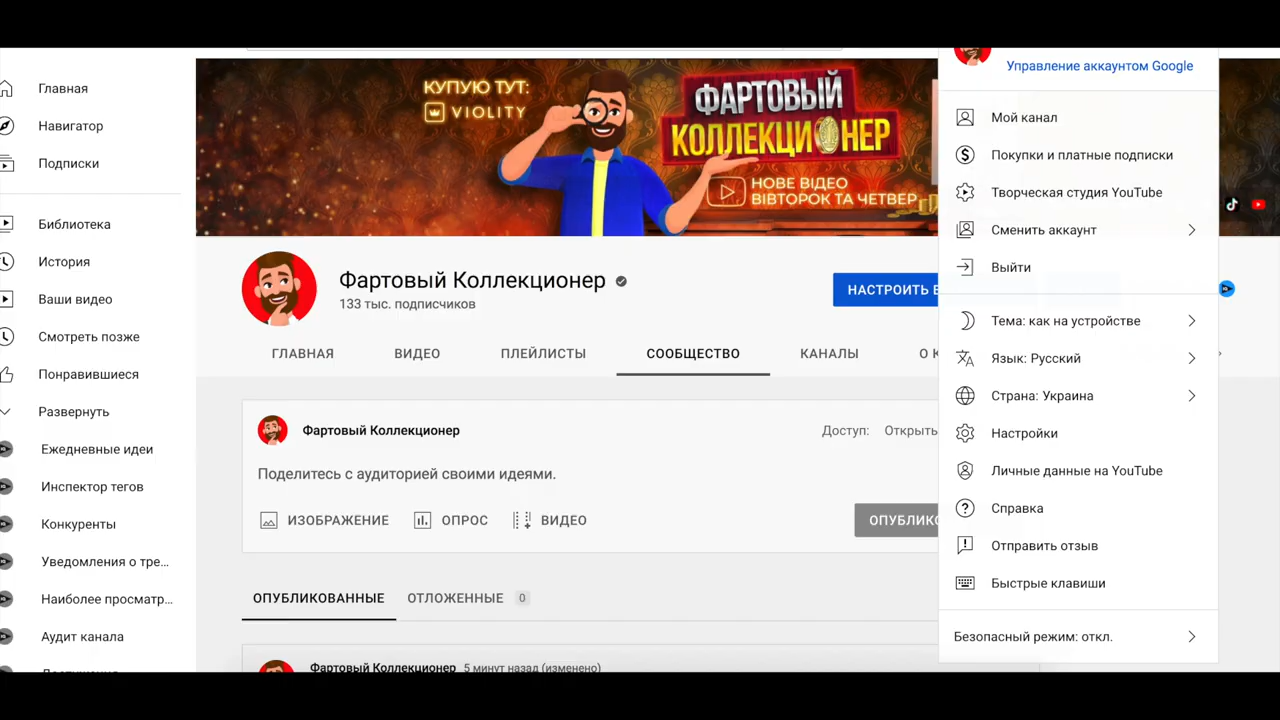 Главная
Навигатор
Подписки
Библиотека
История
Ваши видео
Смотреть позже
Понравившиеся
Развернуть
Ежедневные идеи
Инспектор тегов
Конкуренты
Уведомления о тре...
Наиболее просматр...
Аудит канала
КУПУЮ ТУТ:
VIOLITY
ФАРТОВЫЙ
КОЛЛЕКЦИОНЕР
НОВЕ ВІДЕО
ВІВТОРОК ТА ЧЕТВЕР
Фартовый Коллекционер
133 тыс. подписчиков
НАСТРОИТЬ В
ГЛАВНАЯ ВИДЕО ПЛЕЙЛИСТЫ СООБЩЕСТВО КАНАЛЫ О К
Фартовый Коллекционер Доступ: Открыть
Поделитесь с аудиторией своими идеями.
ИЗОБРАЖЕНИЕ ОПРОС ВИДЕО ОПУБЛИКО
ОПУБЛИКОВАННЫЕ ОТЛОЖЕННЫЕ 0
Фартовый Коллекционер 5 минут назад (изменено)
Управление аккаунтом Google
Мой канал
Покупки и платные подписки
Творческая студия YouTube
Сменить аккаунт
Выйти
Тема: как на устройстве
Язык: Русский
Страна: Украина
Настройки
Личные данные на YouTube
Справка
Отправить отзыв
Быстрые клавиши
Безопасный режим: откл.